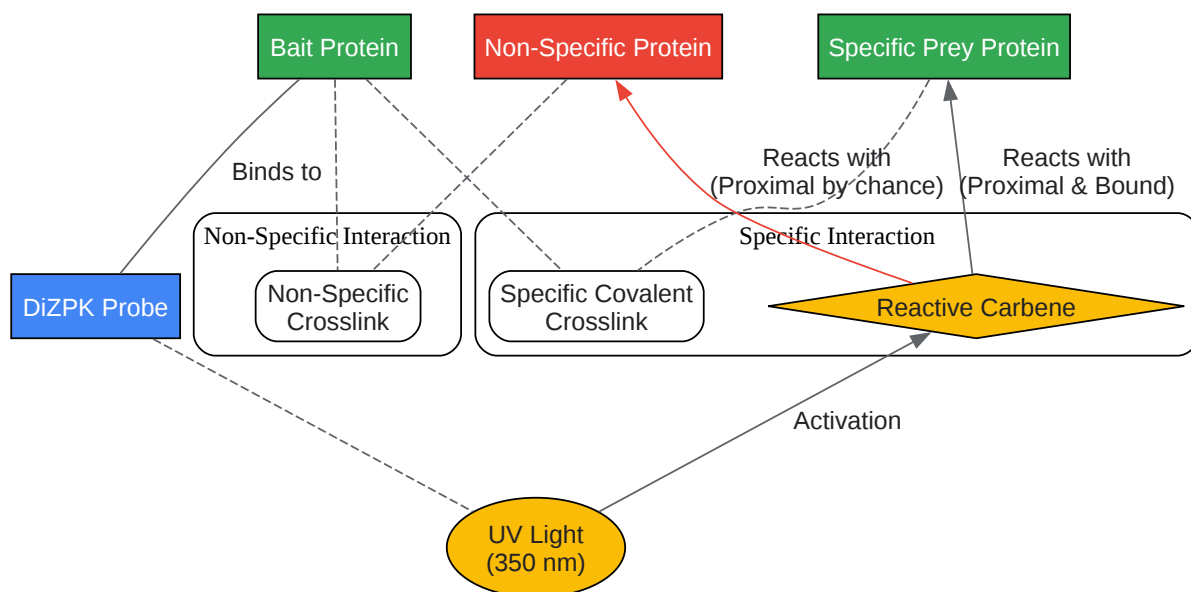 Bait Protein
Non-Specific Protein
Specific Prey Protein
Binds to
Reacts with
(Proximal by chance)
Reacts with
(Proximal & Bound)
Non-Specific Interaction
Specific Interaction
DiZPK Probe
Non-Specific
Crosslink
Specific Covalent
Crosslink
Reactive Carbene
Activation
UV Light
(350 nm)